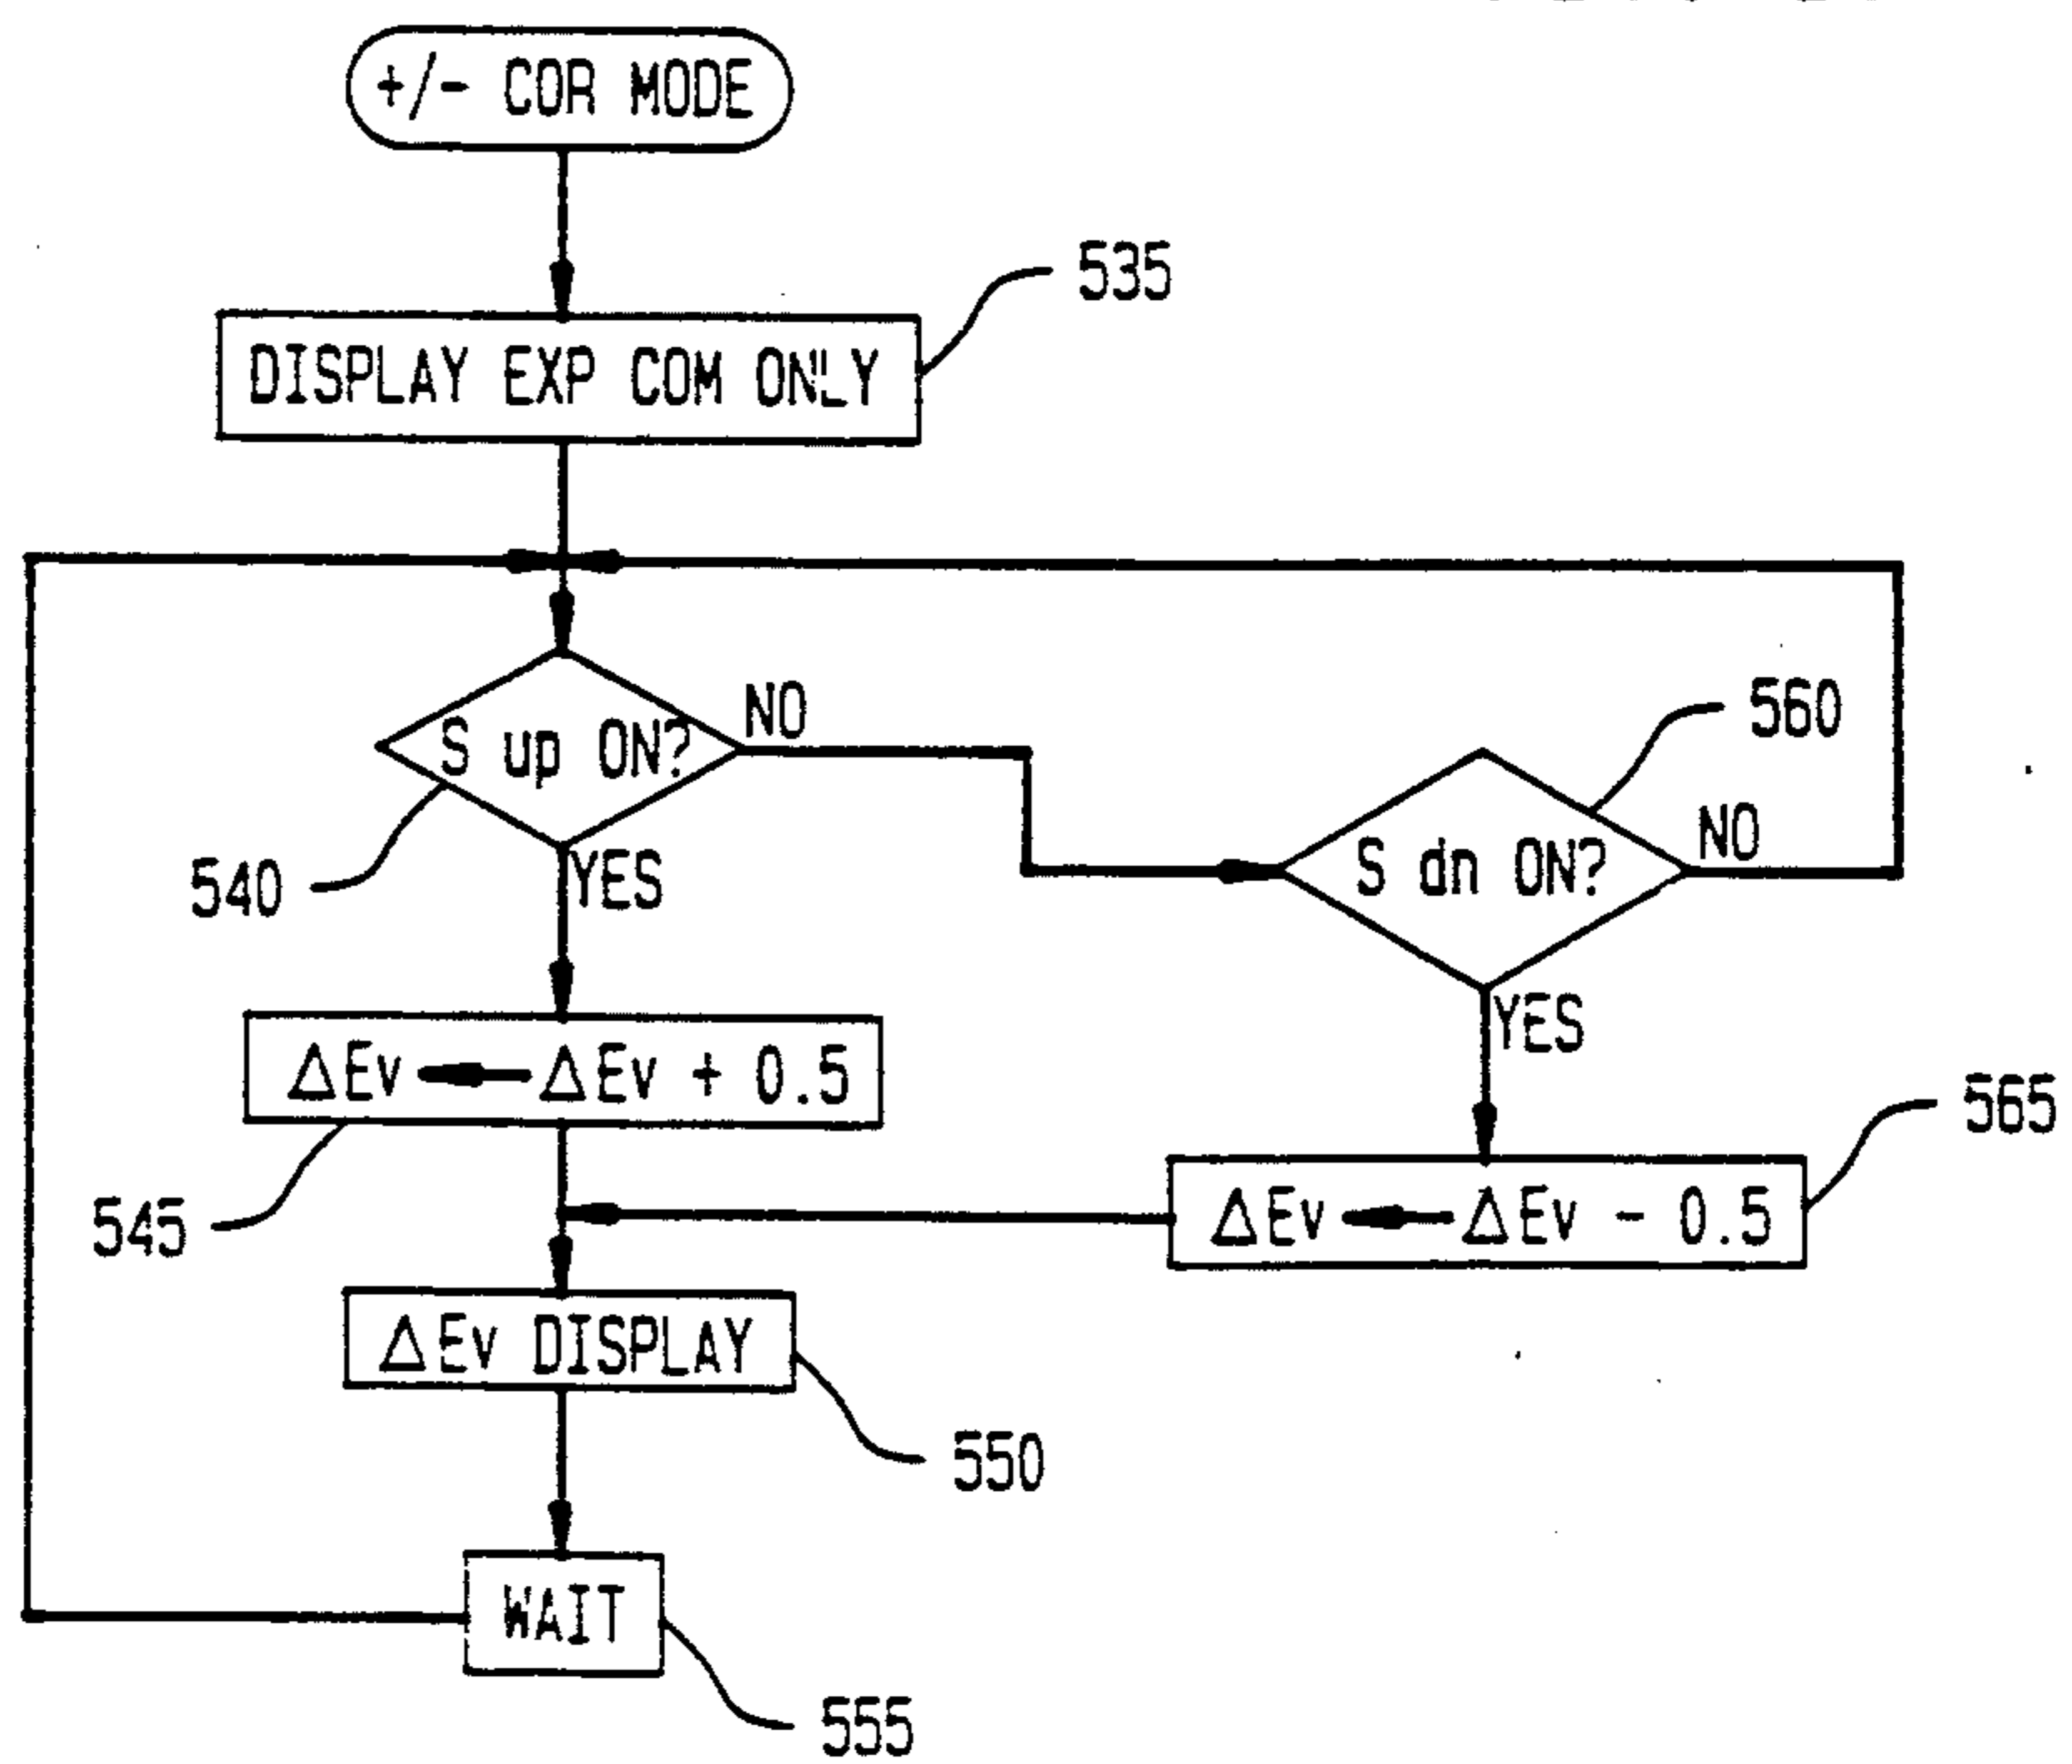 +/- COR MODE
535
DISPLAY EXP COM ONLY
S up ON?
NO
540
YES
560
S dn ON?
NO
YES
ΔEv ← ΔEv + 0.5
545
565
ΔEv ← ΔEv - 0.5
ΔEv DISPLAY
550
WAIT
555